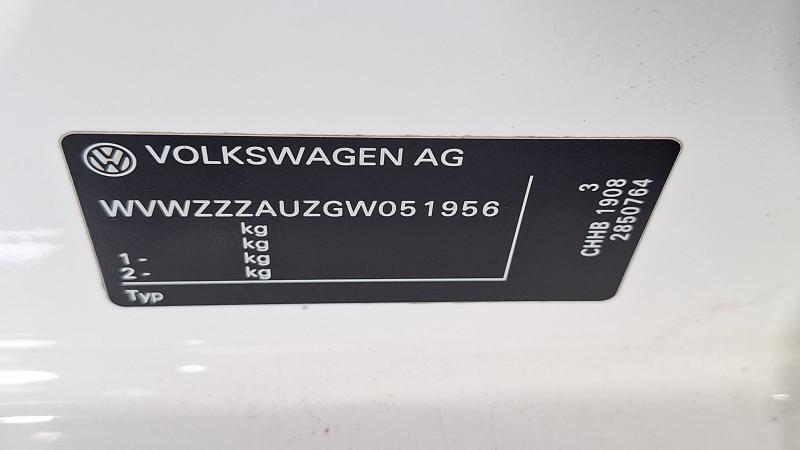 VOLKSWAGEN AG
WVWZZZAUZGW051956
kg
kg
1 - kg
2 - kg
Typ
3
CHHB 1908
2850764